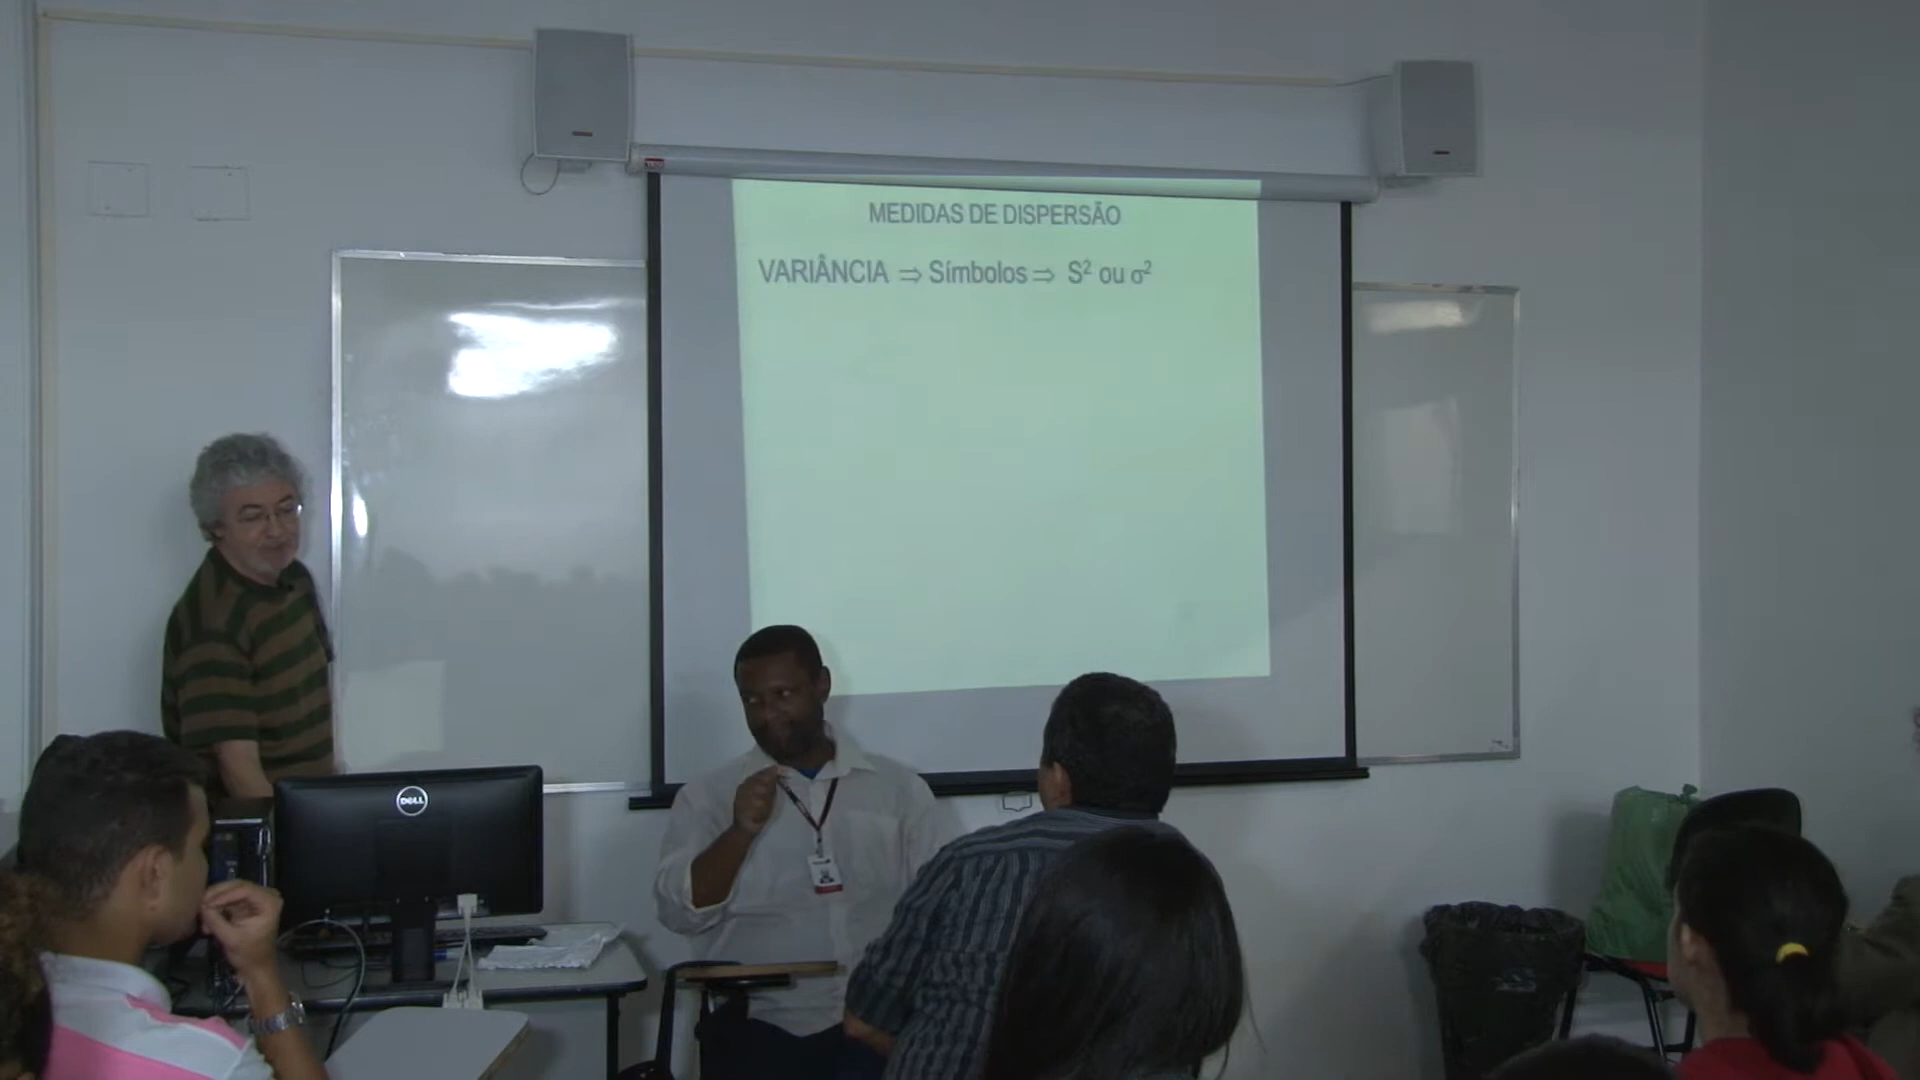 MEDIDAS DE DISPERSÃO
VARIÂNCIA ⇒ Símbolos ⇒ S² ou σ²
DELL